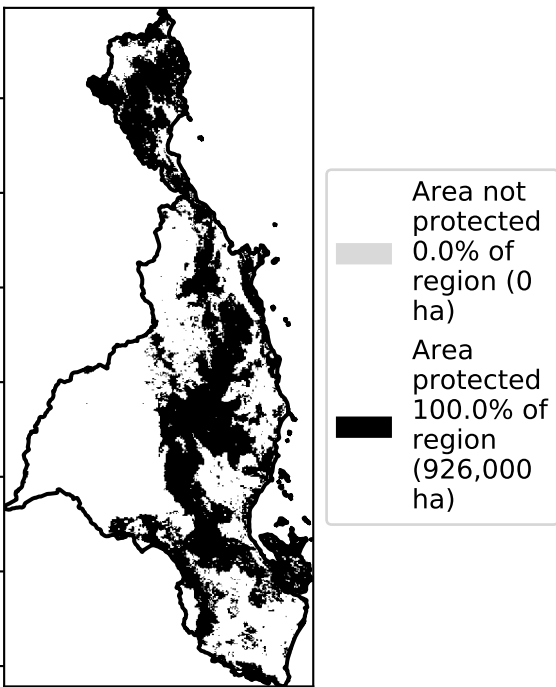 Area not
protected
0.0% of
region (0
ha)
Area
protected
100.0% of
region
(926,000
ha)